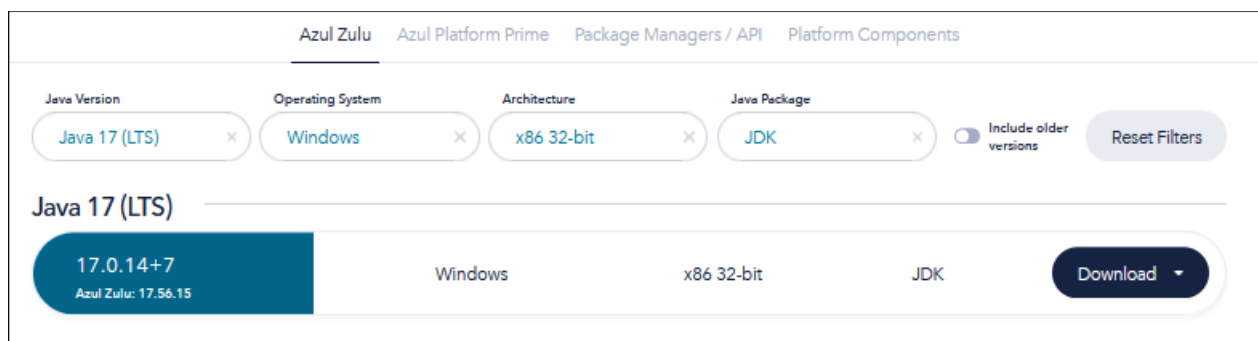 Azul Zulu Azul Platform Prime Package Managers / API Platform Components
Java Version Operating System Architecture Java Package
Java 17 (LTS) × Windows × x86 32-bit × JDK × Include older versions Reset Filters
Java 17 (LTS)
17.0.14+7 Windows x86 32-bit JDK Download
Azul Zulu: 17.56.15